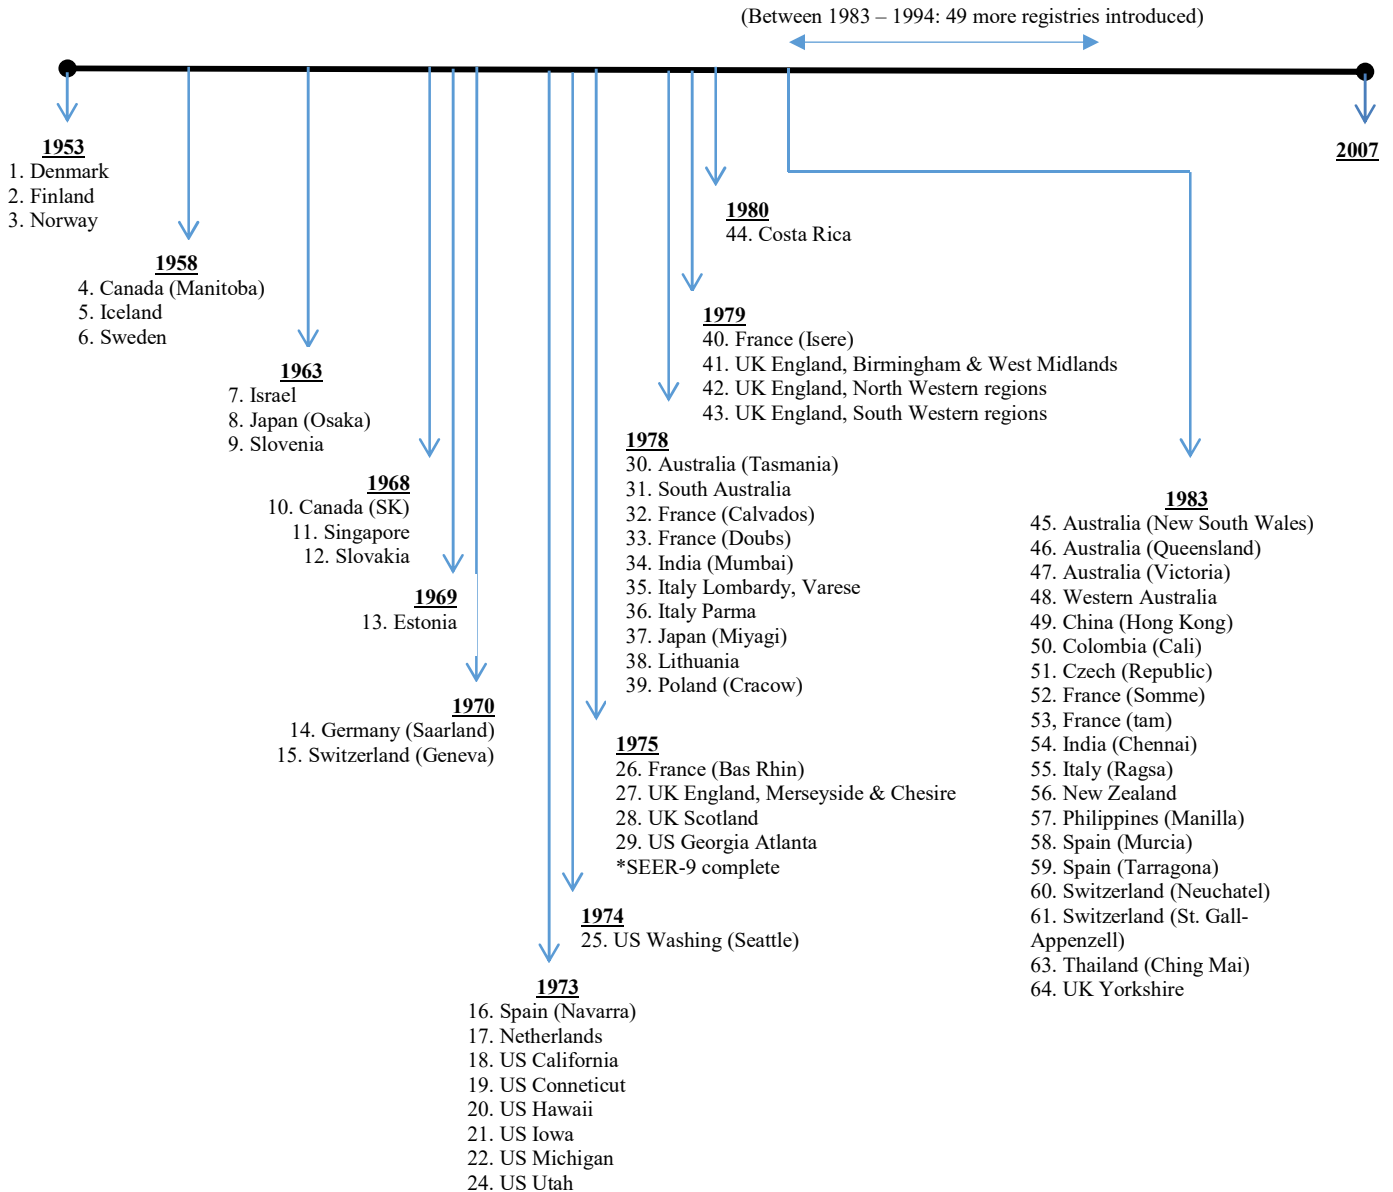 (Between 1983 – 1994: 49 more registries introduced)
1953
1. Denmark
2. Finland
3. Norway
2007
1958
4. Canada (Manitoba)
5. Iceland
6. Sweden
1963
7. Israel
8. Japan (Osaka)
9. Slovenia
1968
10. Canada (SK)
11. Singapore
12. Slovakia
1969
13. Estonia
1970
14. Germany (Saarland)
15. Switzerland (Geneva)
1973
16. Spain (Navarra)
17. Netherlands
18. US California
19. US Conneticut
20. US Hawaii
21. US Iowa
22. US Michigan
24. US Utah
1974
25. US Washing (Seattle)
1975
26. France (Bas Rhin)
27. UK England, Merseyside & Chesire
28. UK Scotland
29. US Georgia Atlanta
*SEER-9 complete
1978
30. Australia (Tasmania)
31. South Australia
32. France (Calvados)
33. France (Doubs)
34. India (Mumbai)
35. Italy Lombardy, Varese
36. Italy Parma
37. Japan (Miyagi)
38. Lithuania
39. Poland (Cracow)
1979
40. France (Isere)
41. UK England, Birmingham & West Midlands
42. UK England, North Western regions
43. UK England, South Western regions
1980
44. Costa Rica
1983
45. Australia (New South Wales)
46. Australia (Queensland)
47. Australia (Victoria)
48. Western Australia
49. China (Hong Kong)
50. Colombia (Cali)
51. Czech (Republic)
52. France (Somme)
53, France (tam)
54. India (Chennai)
55. Italy (Ragsa)
56. New Zealand
57. Philippines (Manilla)
58. Spain (Murcia)
59. Spain (Tarragona)
60. Switzerland (Neuchatel)
61. Switzerland (St. Gall-
Appenzell)
63. Thailand (Ching Mai)
64. UK Yorkshire